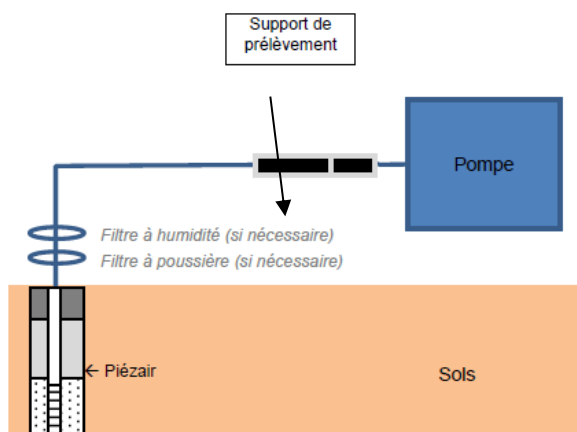 Support de
prélèvement
Pompe
Filtre à humidité (si nécessaire)
Filtre à poussière (si nécessaire)
← Piézair
Sols